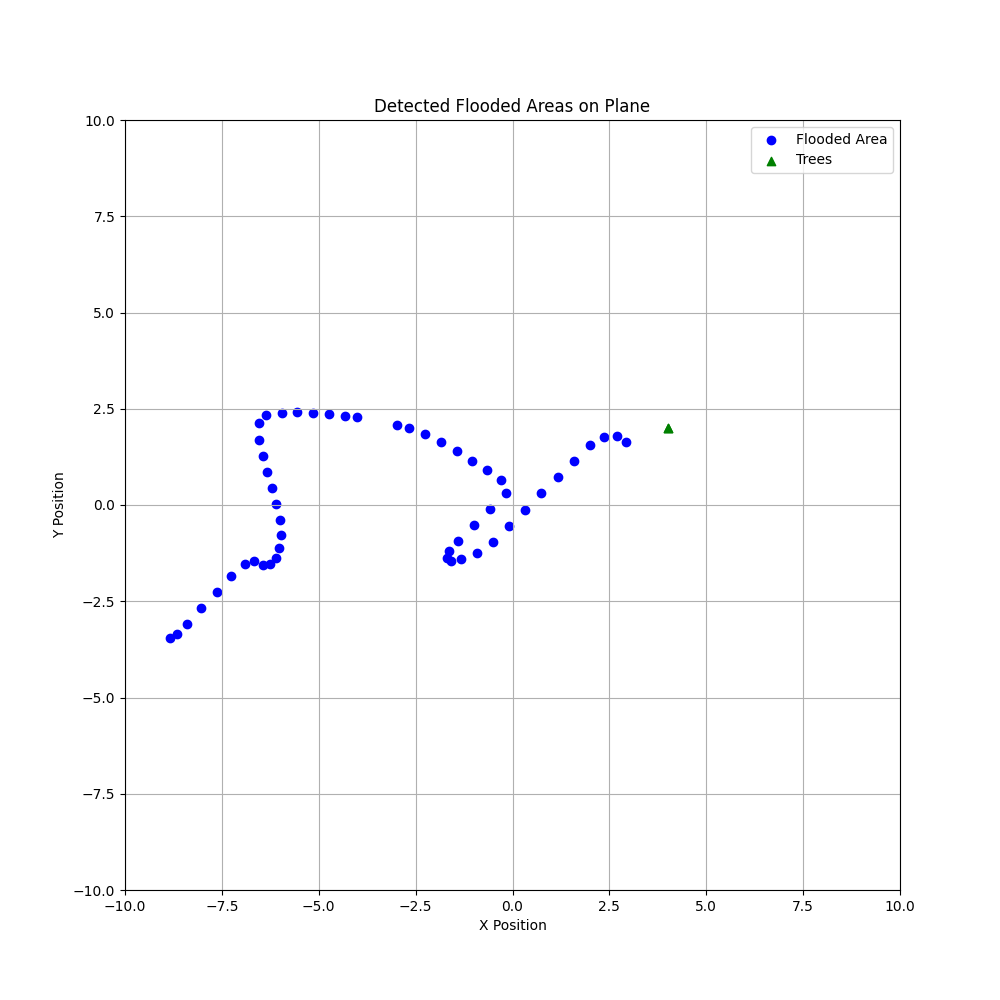 Detected Flooded Areas on Plane
Flooded Area
Trees
10.0
7.5
5.0
2.5
0.0
−2.5
−5.0
−7.5
−10.0
Y Position
−10.0 −7.5 −5.0 −2.5 0.0 2.5 5.0 7.5 10.0
X Position